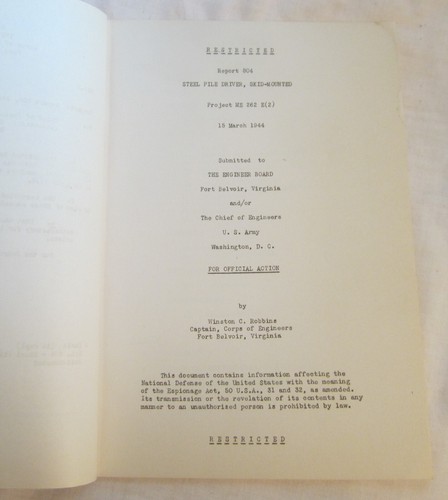 RESTRICTED
Report 804
STEEL PILE DRIVER, SKID-MOUNTED
Project ME 262 E(2)
15 March 1944
Submitted to
THE ENGINEER BOARD
Fort Belvoir, Virginia
and/or
The Chief of Engineers
U. S. Army
Washington, D. C.
FOR OFFICIAL ACTION
by
Winston C. Robbins
Captain, Corps of Engineers
Fort Belvoir, Virginia
This document contains information affecting the
National Defense of the United States with the meaning
of the Espionage Act, 50 U.S.A., 31 and 32, as amended.
Its transmission or the revolation of its contents in any
manner to an unauthorized person is prohibited by law.
RESTRICTED